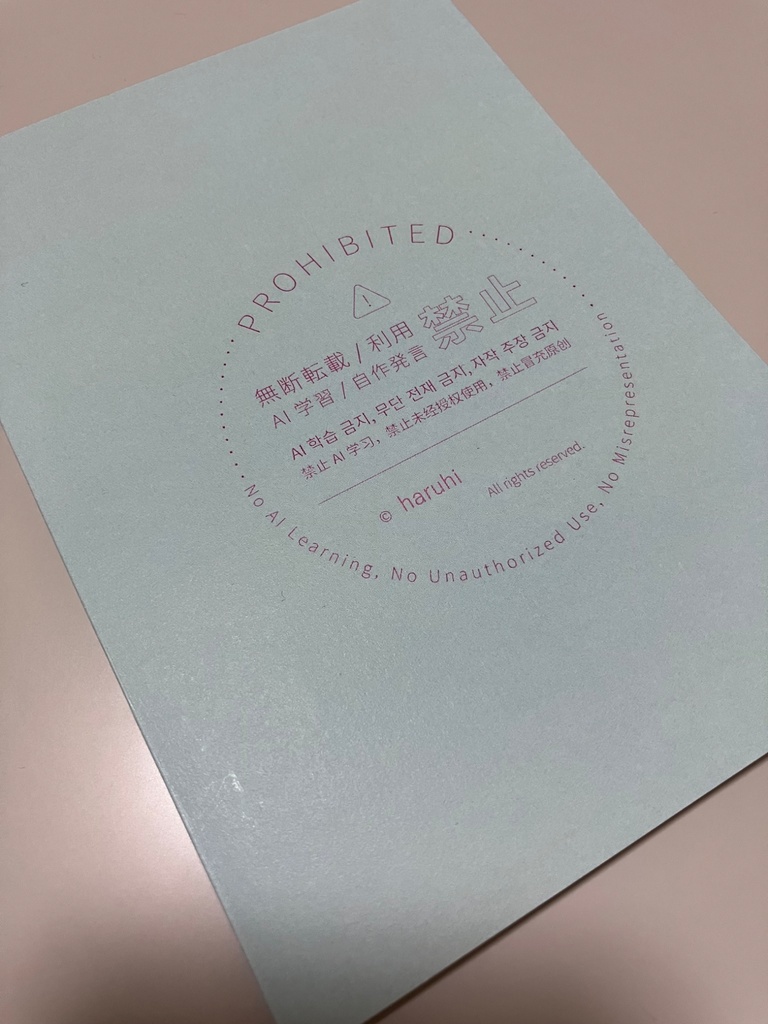 PROHIBITED
無断転載 / 利用
AI 学習 / 自作発言
禁止
AI 학습 금지, 무단 전재 금지, 자작 주장 금지
禁止 AI 学习，禁止未经授权使用，禁止冒充原创
© haruhi
All rights reserved.
No AI Learning, No Unauthorized Use, No Misrepresentation